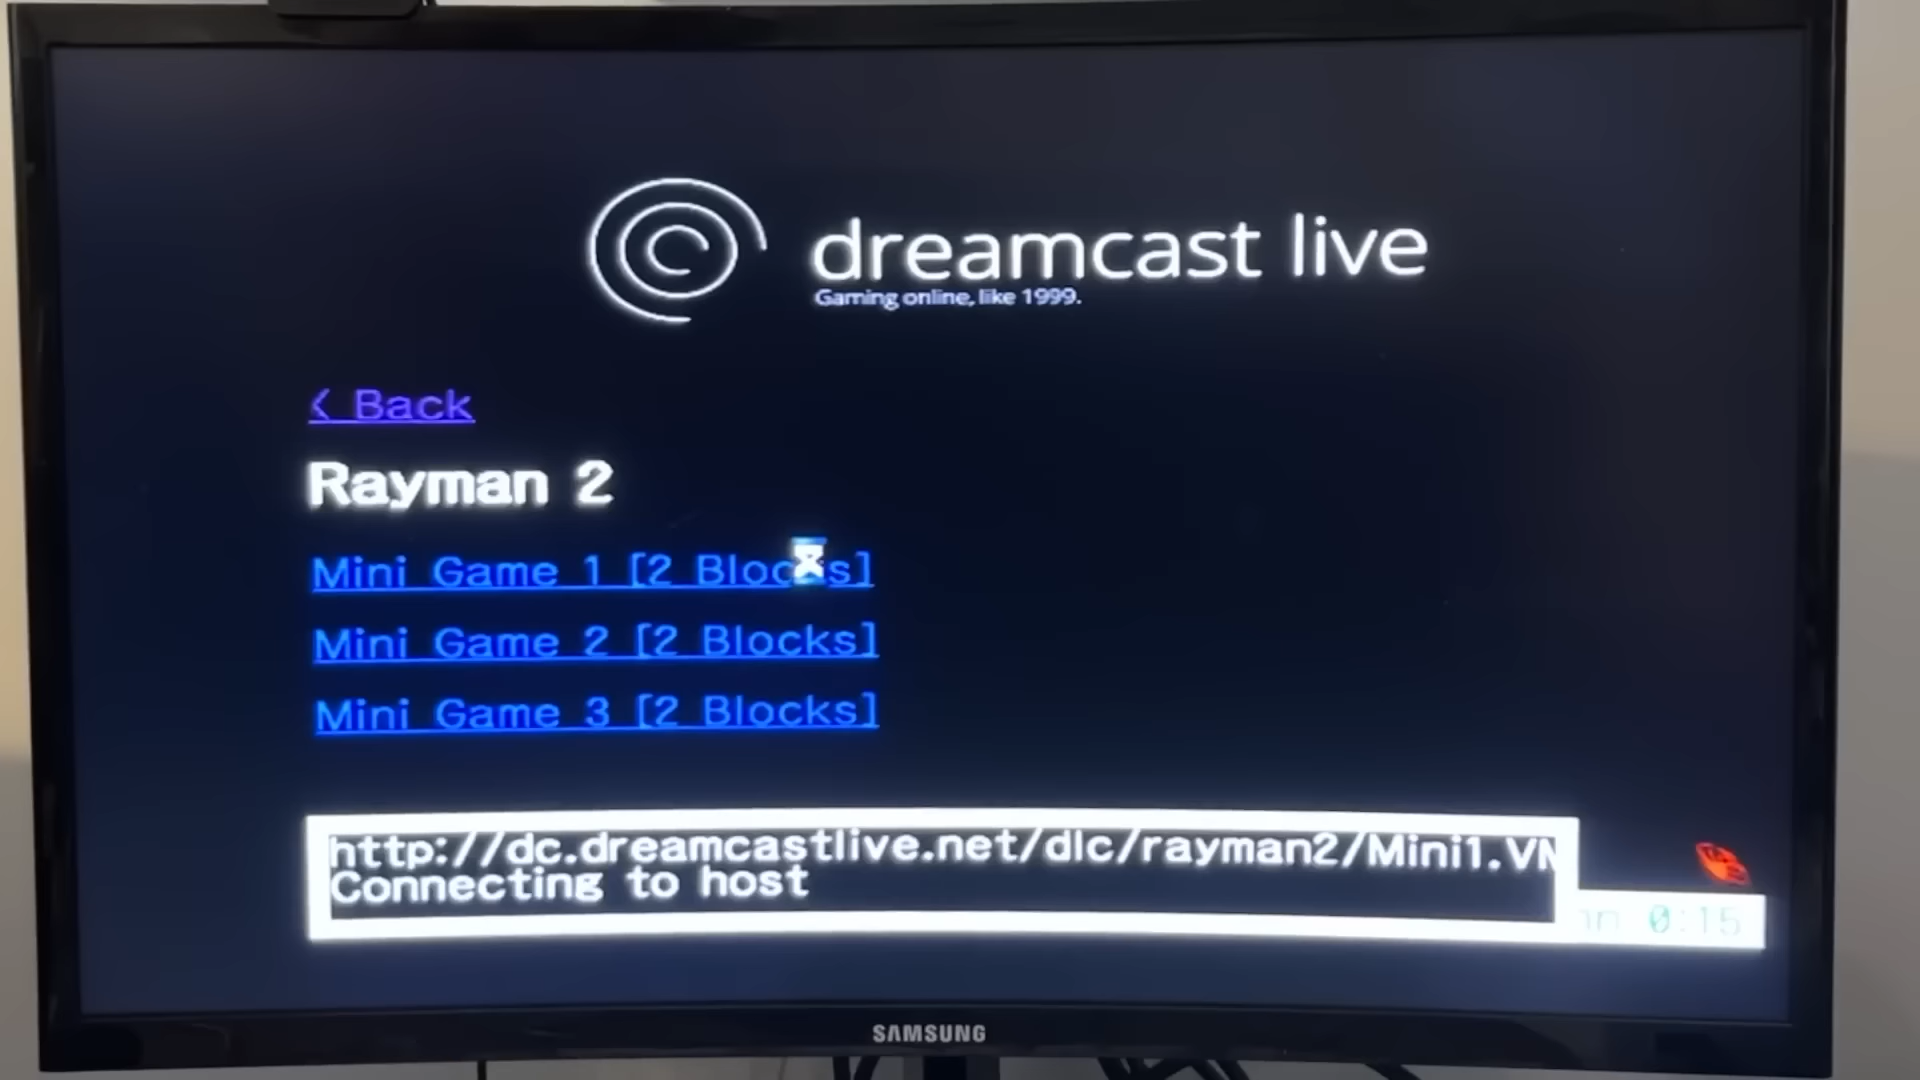 dreamcast live
Gaming online, like 1999.
< Back
Rayman 2
Mini Game 1 [2 Blocks]
Mini Game 2 [2 Blocks]
Mini Game 3 [2 Blocks]
http://dc.dreamcastlive.net/dlc/rayman2/Mini1.VM
Connecting to host
0:15
SAMSUNG